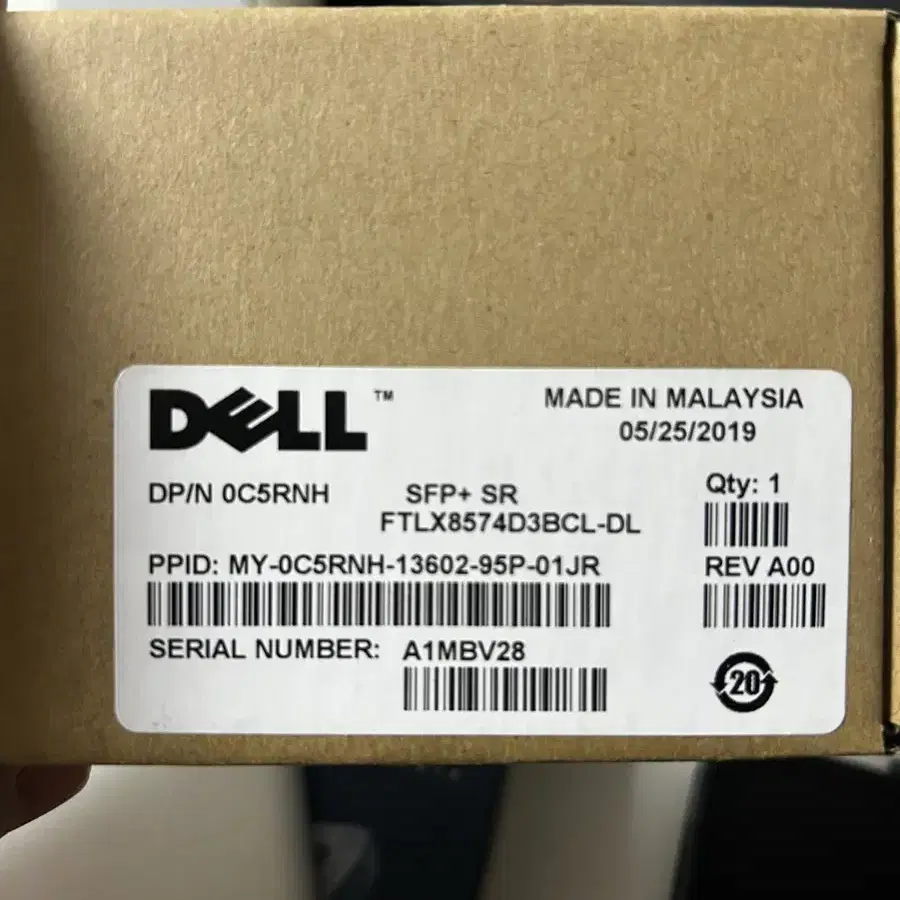 DELL™
MADE IN MALAYSIA
05/25/2019
DP/N 0C5RNH
SFP+ SR
FTLX8574D3BCL-DL
Qty: 1
PPID: MY-0C5RNH-13602-95P-01JR
REV A00
SERIAL NUMBER: A1MBV28
20